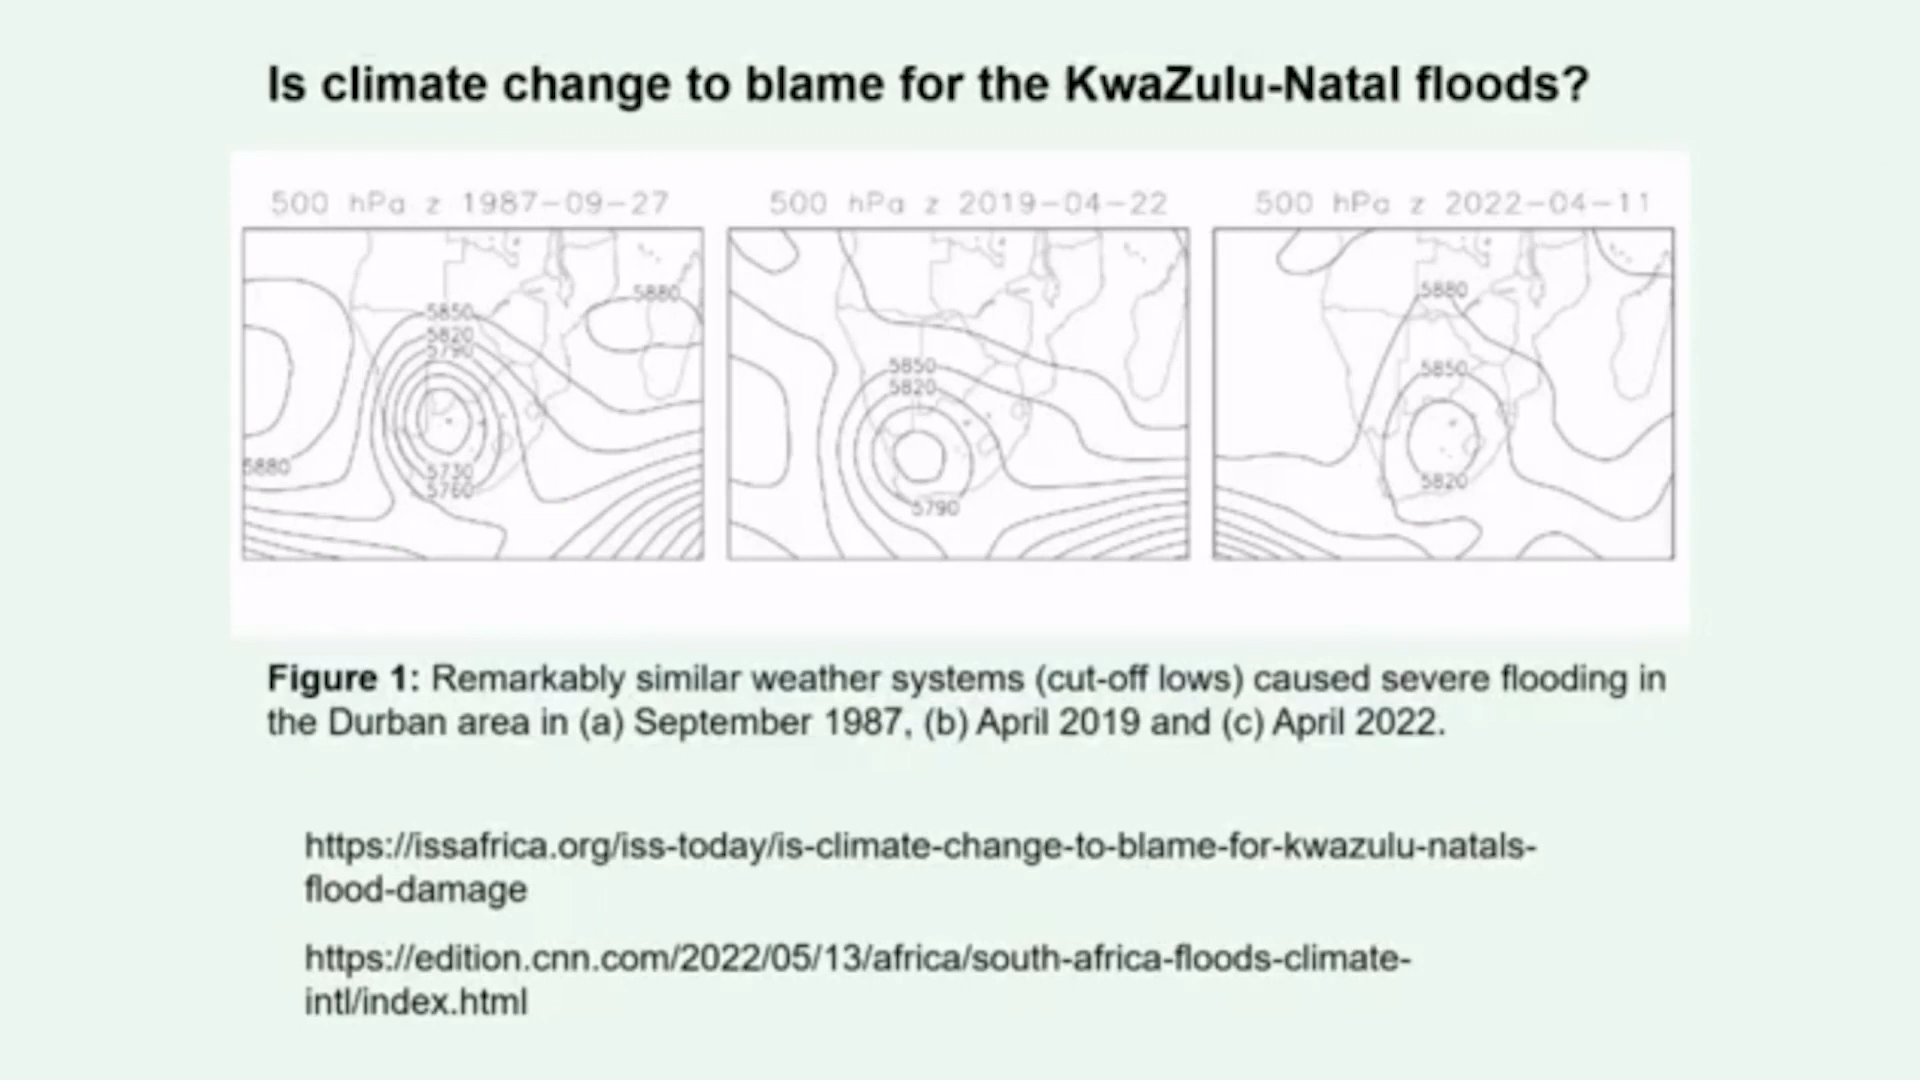 Is climate change to blame for the KwaZulu-Natal floods?
500 hPa z 1987-09-27
500 hPa z 2019-04-22
500 hPa z 2022-04-11
5880
5850
5820
5790
5880
5730
5760
5850
5820
5790
5880
5850
5820
Figure 1: Remarkably similar weather systems (cut-off lows) caused severe flooding in
the Durban area in (a) September 1987, (b) April 2019 and (c) April 2022.
https://issafrica.org/iss-today/is-climate-change-to-blame-for-kwazulu-natals-
flood-damage
https://edition.cnn.com/2022/05/13/africa/south-africa-floods-climate-
intl/index.html